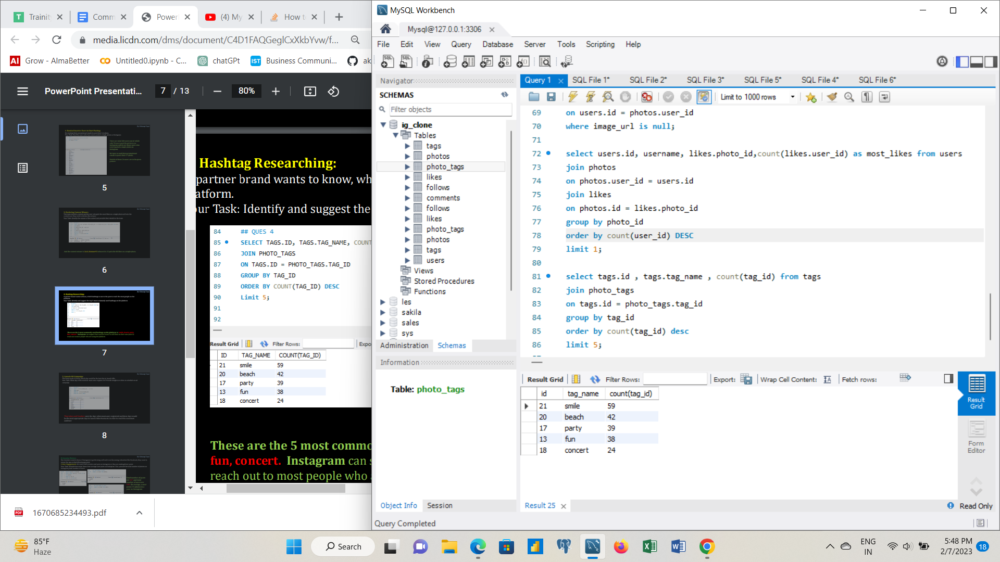 Trainit
Comm
Power
(4) My
How t
media.licdn.com/dms/document/C4D1FAQGeglCxXkbYvw/f...
Grow - AlmaBetter
Untitled0.ipynb - C...
chatGPt
Business Communi...
ak
PowerPoint Presentati...
7 / 13
80%
5
6
7
8
Hashtag Researching:
partner brand wants to know, wh
atform.
our Task: Identify and suggest the
84 ## QUES 4
85 SELECT TAGS.ID, TAGS.TAG_NAME, COUNT
86 JOIN PHOTO_TAGS
87 ON TAGS.ID = PHOTO_TAGS.TAG_ID
88 GROUP BY TAG_ID
89 ORDER BY COUNT(TAG_ID) DESC
90 Limit 5;
91
92
Result Grid Filter Rows: Expo
ID TAG_NAME COUNT(TAG_ID)
21 smile 59
20 beach 42
17 party 39
13 fun 38
18 concert 24
These are the 5 most commo
fun, concert. Instagram can s
reach out to most people who a
1670685234493.pdf
MySQL Workbench
Mysql@127.0.0.1:3306
File Edit View Query Database Server Tools Scripting Help
Navigator
SCHEMAS
Filter objects
ig_clone
Tables
tags
photos
photo_tags
likes
follows
comments
follows
likes
photo_tags
photos
tags
users
Views
Stored Procedures
Functions
les
sakila
sales
sys
Administration Schemas
Information
Table: photo_tags
Object Info Session
Query Completed
Query 1 SQL File 1* SQL File 2* SQL File 3* SQL File 5* SQL File 4* SQL File 6*
Limit to 1000 rows
69 on users.id = photos.user_id
70 where image_url is null;
71
72 select users.id, username, likes.photo_id,count(likes.user_id) as most_likes from users
73 join photos
74 on photos.user_id = users.id
75 join likes
76 on photos.id = likes.photo_id
77 group by photo_id
78 order by count(user_id) DESC
79 limit 1;
80
81 select tags.id , tags.tag_name , count(tag_id) from tags
82 join photo_tags
83 on tags.id = photo_tags.tag_id
84 group by tag_id
85 order by count(tag_id) desc
86 limit 5;
Result Grid Filter Rows: Export: Wrap Cell Content: Fetch rows:
id tag_name count(tag_id)
21 smile 59
20 beach 42
17 party 39
13 fun 38
18 concert 24
Result
Grid
Form
Editor
Result 25
Read Only
85°F
Haze
Search
ENG
IN
5:48 PM
2/7/2023
18